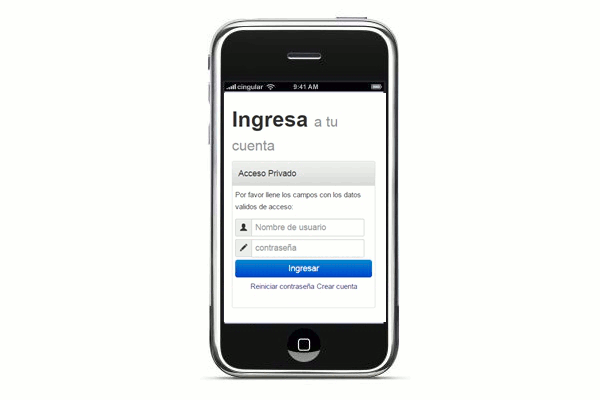 cingular 9:41 AM
Ingresa a tu
cuenta
Acceso Privado
Por favor llene los campos con los datos
validos de acceso:
Nombre de usuario
contraseña
Ingresar
Reiniciar contraseña Crear cuenta